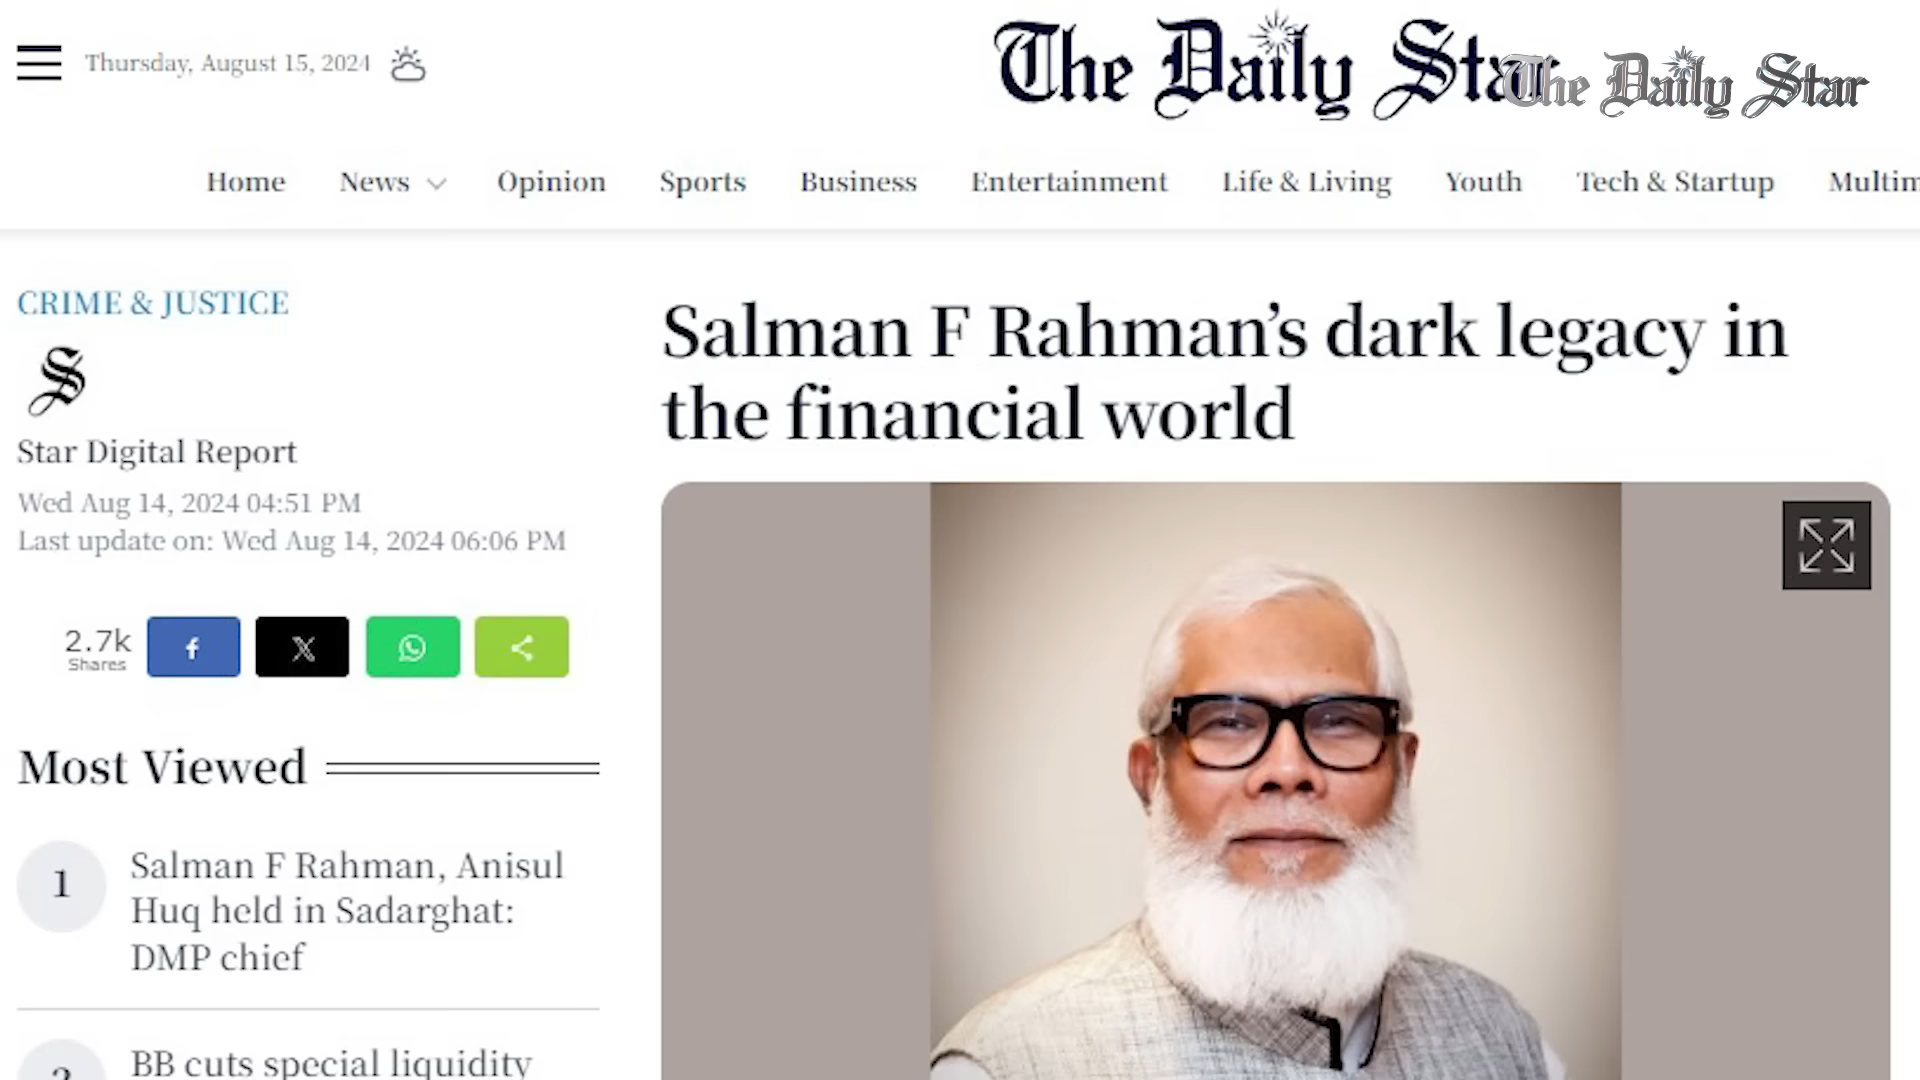 Thursday, August 15, 2024
The Daily Star
The Daily Star
Home News Opinion Sports Business Entertainment Life & Living Youth Tech & Startup Multim
CRIME & JUSTICE
S
Star Digital Report
Wed Aug 14, 2024 04:51 PM
Last update on: Wed Aug 14, 2024 06:06 PM
2.7k
Shares
Salman F Rahman’s dark legacy in
the financial world
Most Viewed
1
Salman F Rahman, Anisul
Huq held in Sadarghat:
DMP chief
2
BB cuts special liquidity